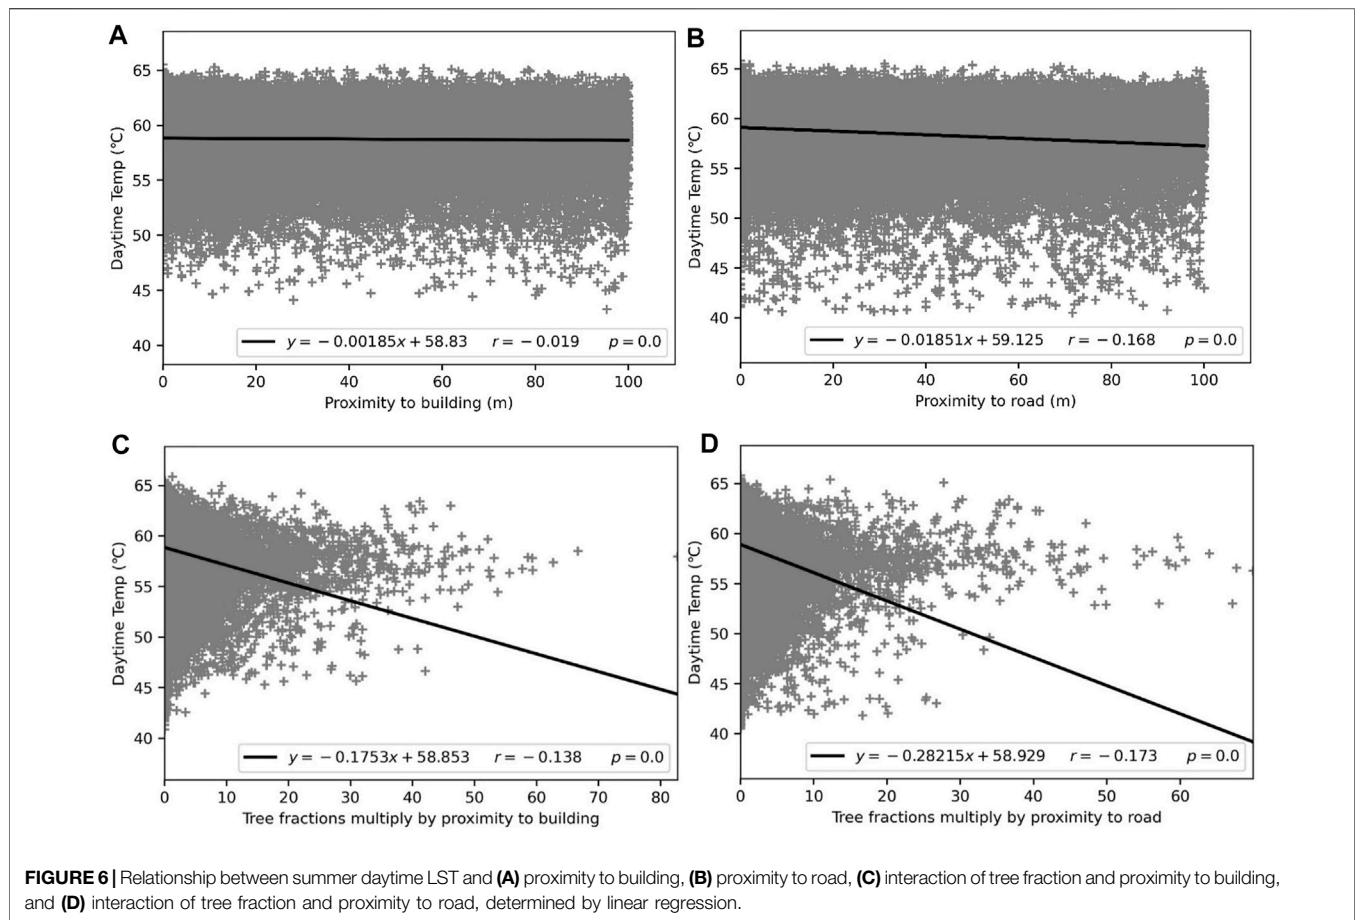 A
65
60
55
50
45
40
Daytime Temp (°C)
y = −0.00185x + 58.83 r = −0.019 p = 0.0
0 20 40 60 80 100
Proximity to building (m)
B
65
60
55
50
45
40
Daytime Temp (°C)
y = −0.01851x + 59.125 r = −0.168 p = 0.0
0 20 40 60 80 100
Proximity to road (m)
C
65
60
55
50
45
40
Daytime Temp (°C)
y = −0.1753x + 58.853 r = −0.138 p = 0.0
0 10 20 30 40 50 60 70 80
Tree fractions multiply by proximity to building
D
65
60
55
50
45
40
Daytime Temp (°C)
y = −0.28215x + 58.929 r = −0.173 p = 0.0
0 10 20 30 40 50 60
Tree fractions multiply by proximity to road
FIGURE 6 | Relationship between summer daytime LST and (A) proximity to building, (B) proximity to road, (C) interaction of tree fraction and proximity to building,
and (D) interaction of tree fraction and proximity to road, determined by linear regression.